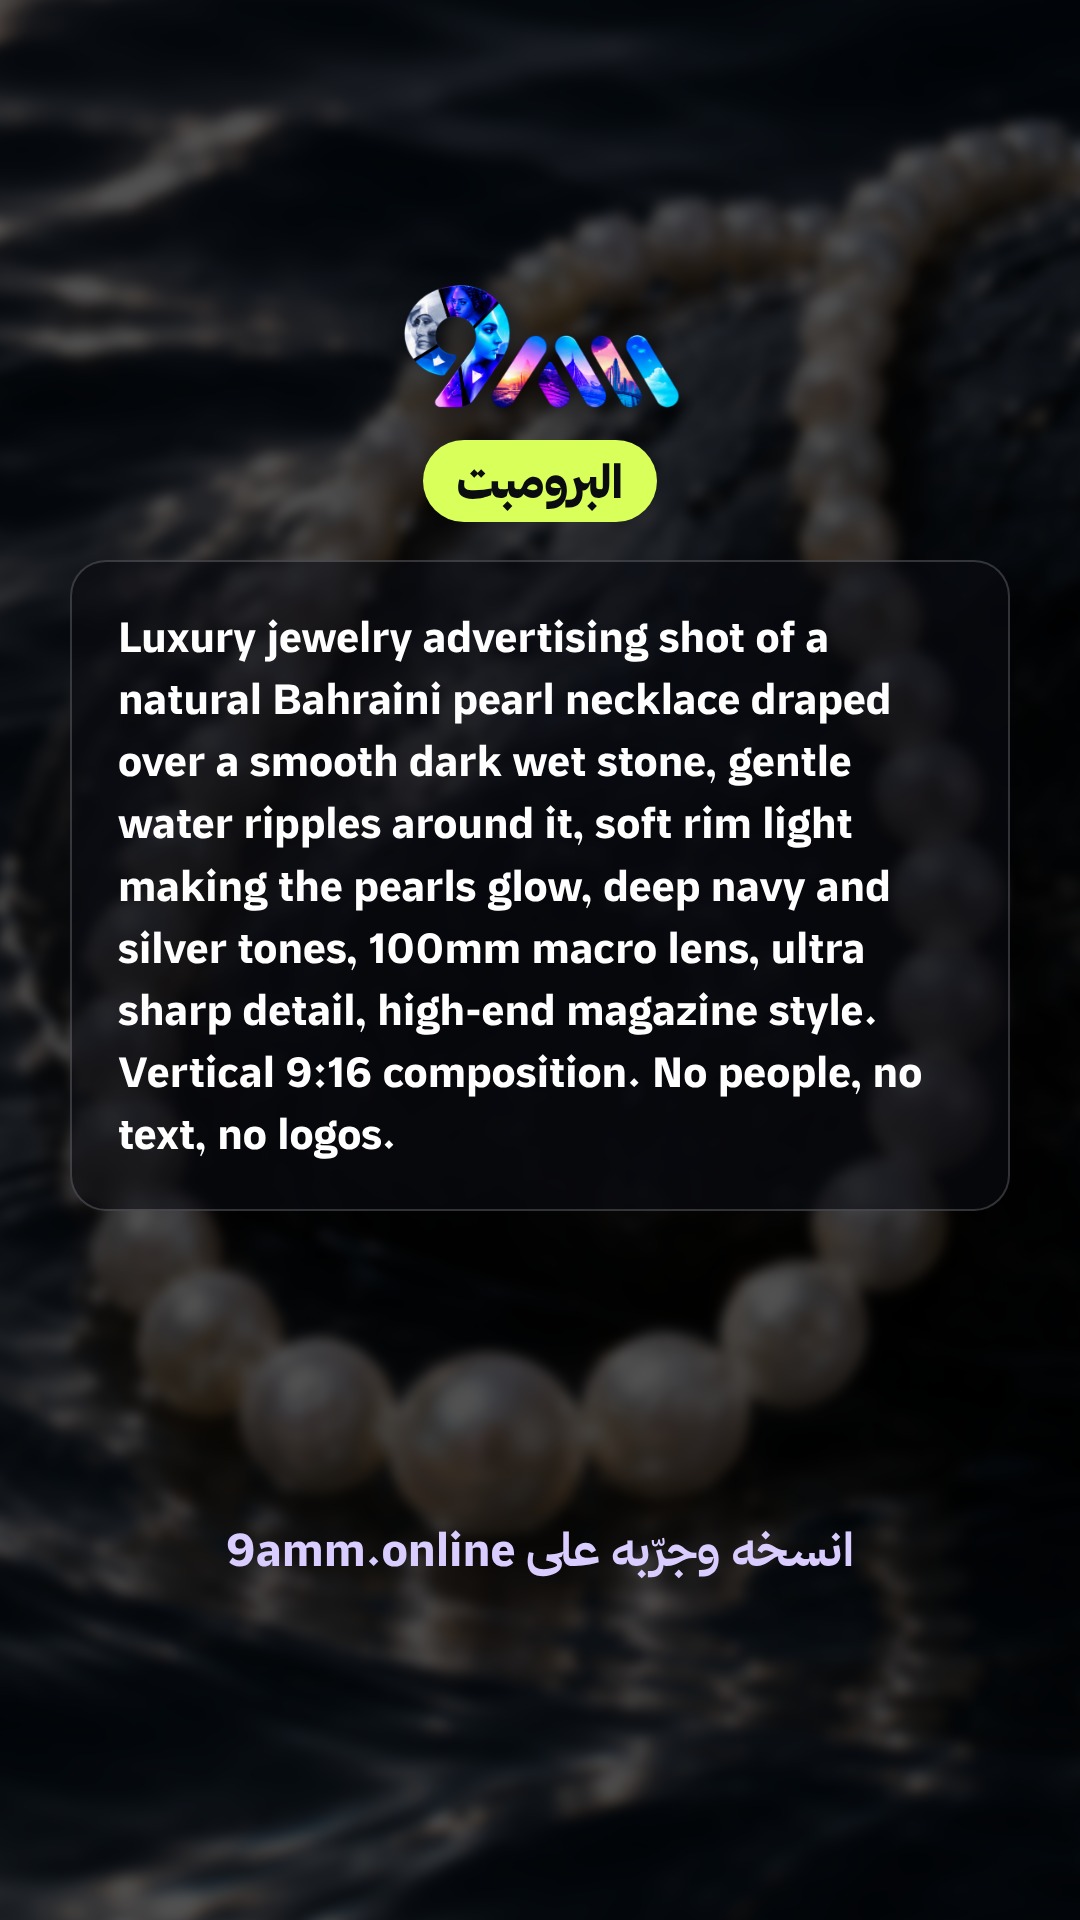 9amm
البرومبت
Luxury jewelry advertising shot of a
natural Bahraini pearl necklace draped
over a smooth dark wet stone, gentle
water ripples around it, soft rim light
making the pearls glow, deep navy and
silver tones, 100mm macro lens, ultra
sharp detail, high-end magazine style.
Vertical 9:16 composition. No people, no
text, no logos.
انسخه وجرّبه على 9amm.online